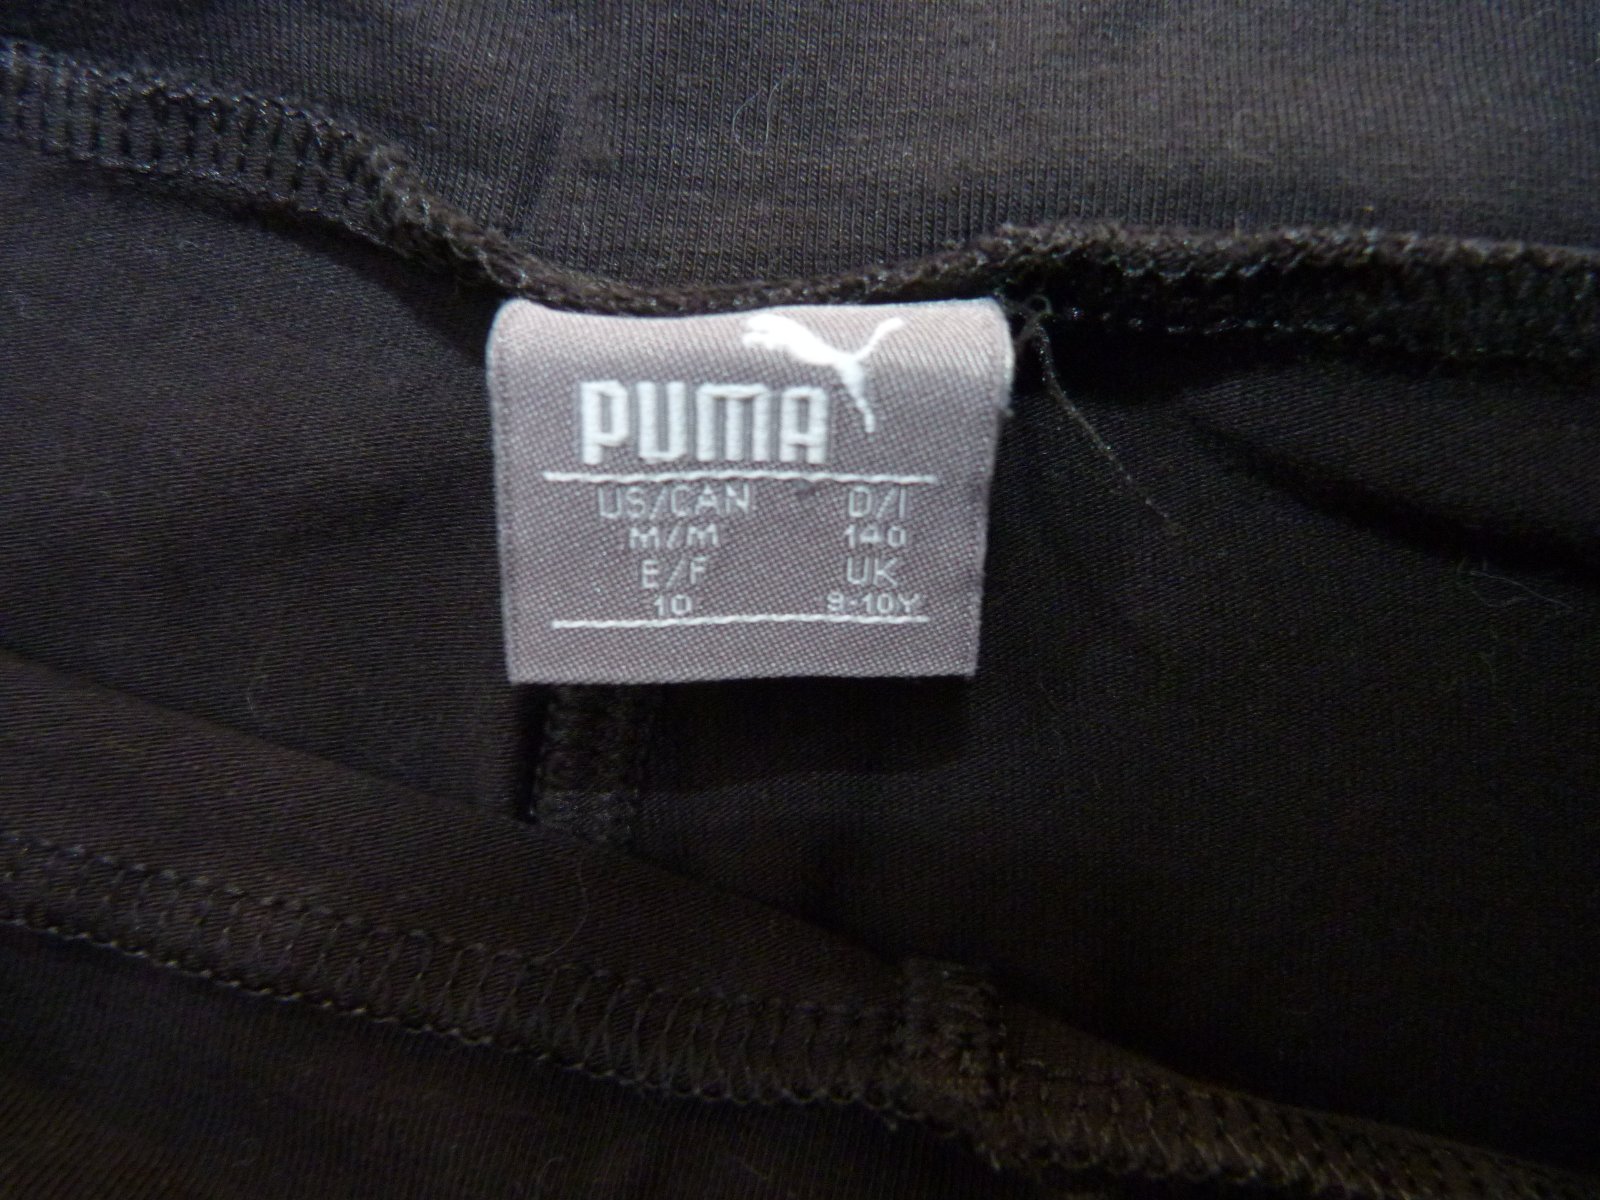 PUMA
US/CAN D/I
M/M 140
E/F UK
10 9-10Y